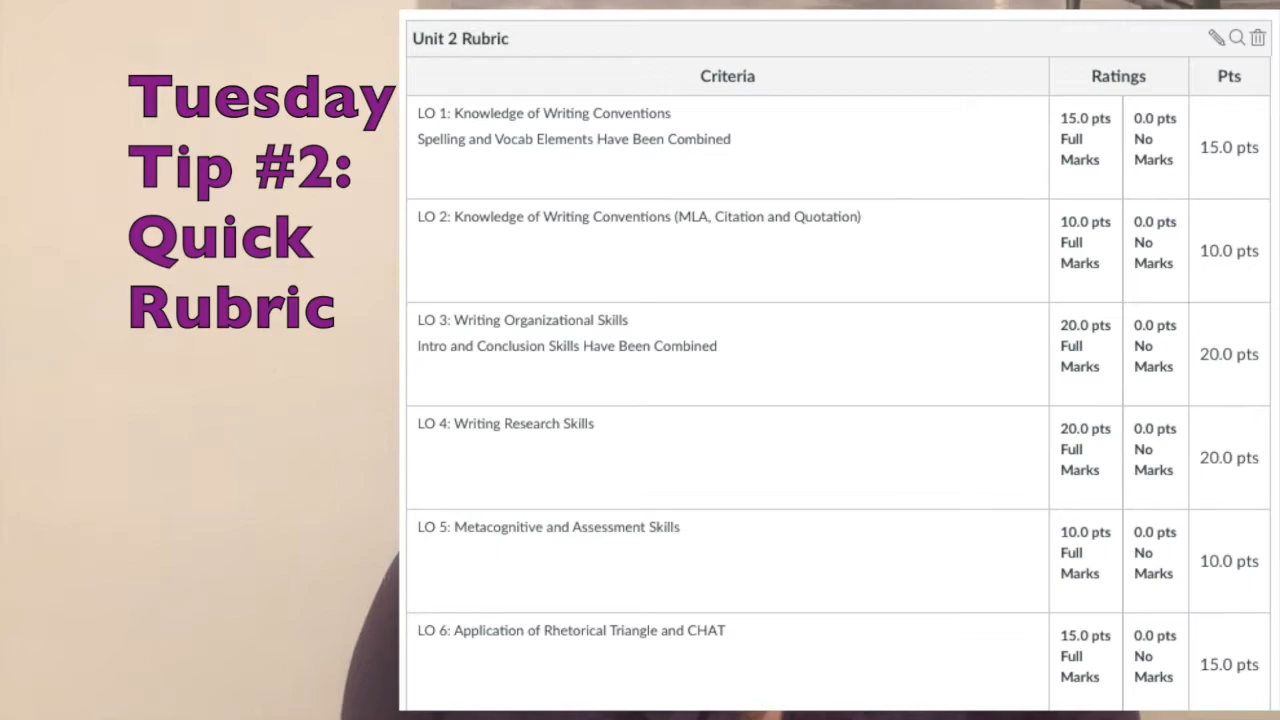 Tuesday
Tip #2:
Quick
Rubric
Unit 2 Rubric
Criteria Ratings Pts
LO 1: Knowledge of Writing Conventions
Spelling and Vocab Elements Have Been Combined
15.0 pts
Full
Marks
0.0 pts
No
Marks
15.0 pts
LO 2: Knowledge of Writing Conventions (MLA, Citation and Quotation)
10.0 pts
Full
Marks
0.0 pts
No
Marks
10.0 pts
LO 3: Writing Organizational Skills
Intro and Conclusion Skills Have Been Combined
20.0 pts
Full
Marks
0.0 pts
No
Marks
20.0 pts
LO 4: Writing Research Skills
20.0 pts
Full
Marks
0.0 pts
No
Marks
20.0 pts
LO 5: Metacognitive and Assessment Skills
10.0 pts
Full
Marks
0.0 pts
No
Marks
10.0 pts
LO 6: Application of Rhetorical Triangle and CHAT
15.0 pts
Full
Marks
0.0 pts
No
Marks
15.0 pts